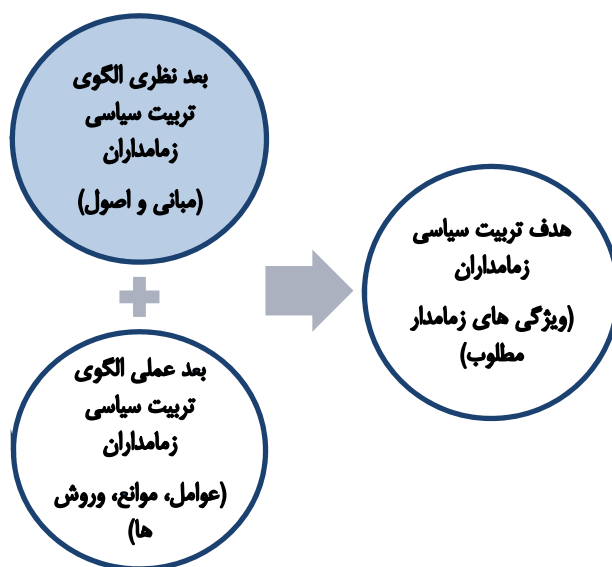 بعد نظری الگوی
تربیت سیاسی
زمامداران
(مبانی و اصول)
بعد عملی الگوی
تربیت سیاسی
زمامداران
(عوامل، موانع، وروش
ها)
هدف تربیت سیاسی
زمامداران
(ویژگی های زمامدار
مطلوب)